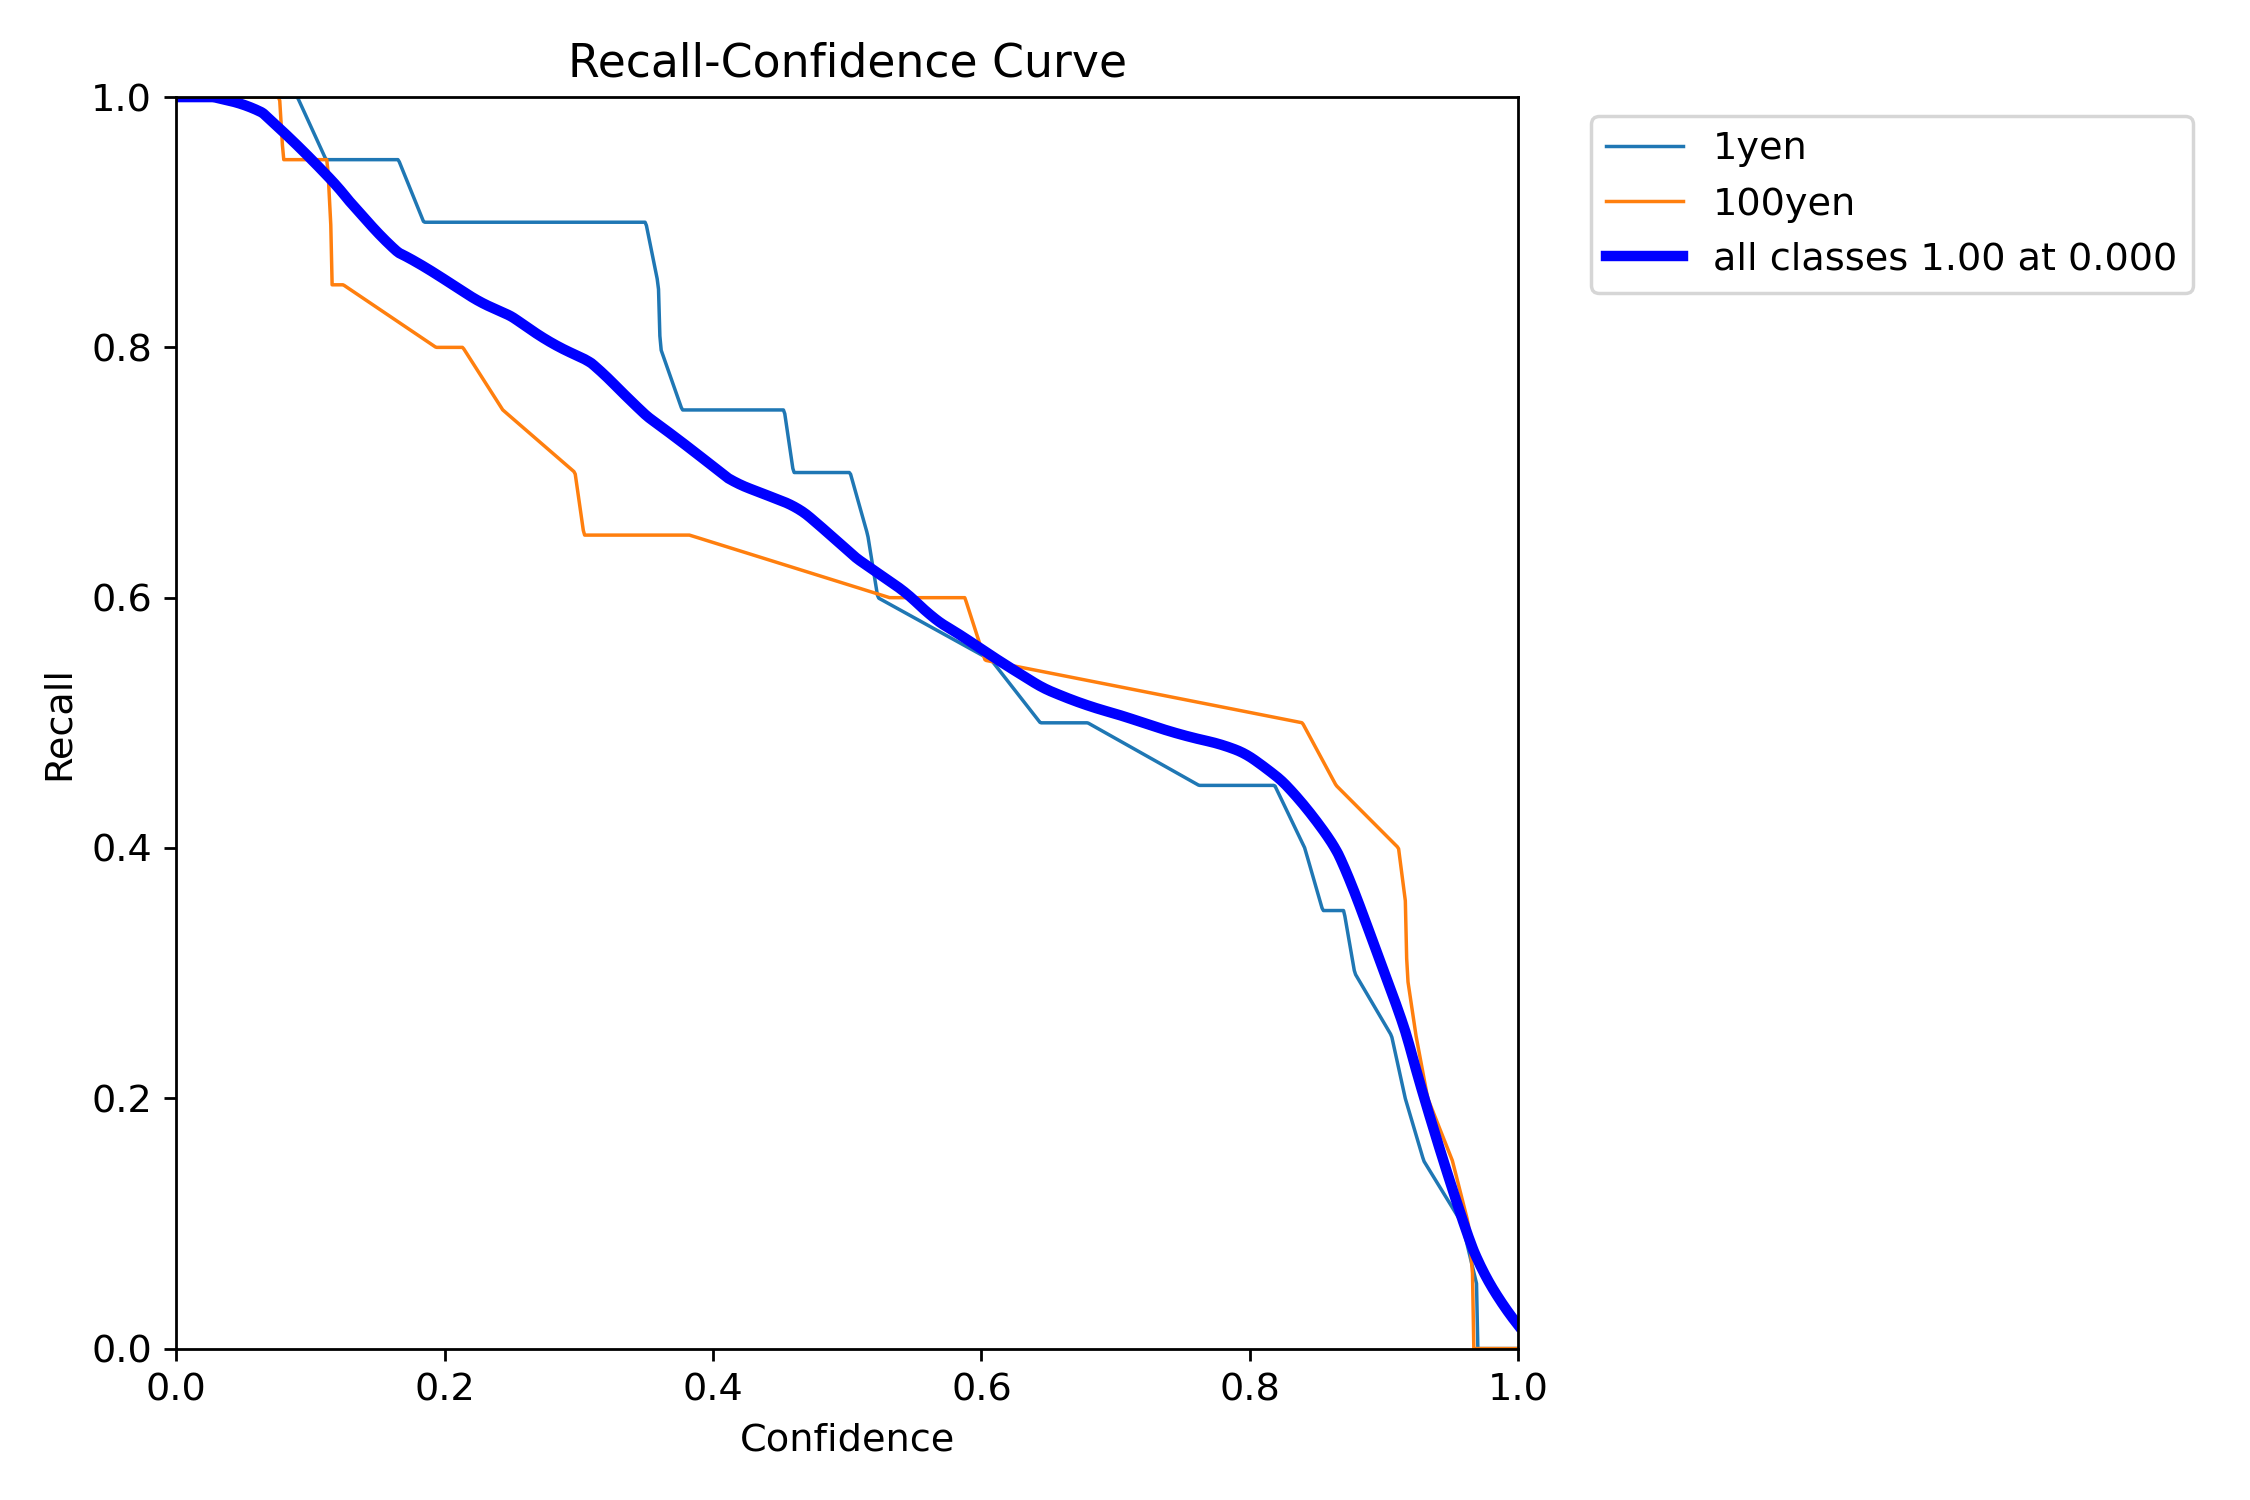 Recall-Confidence Curve
1yen
100yen
all classes 1.00 at 0.000
1.0
0.8
0.6
0.4
0.2
0.0
Recall
0.0 0.2 0.4 0.6 0.8 1.0
Confidence